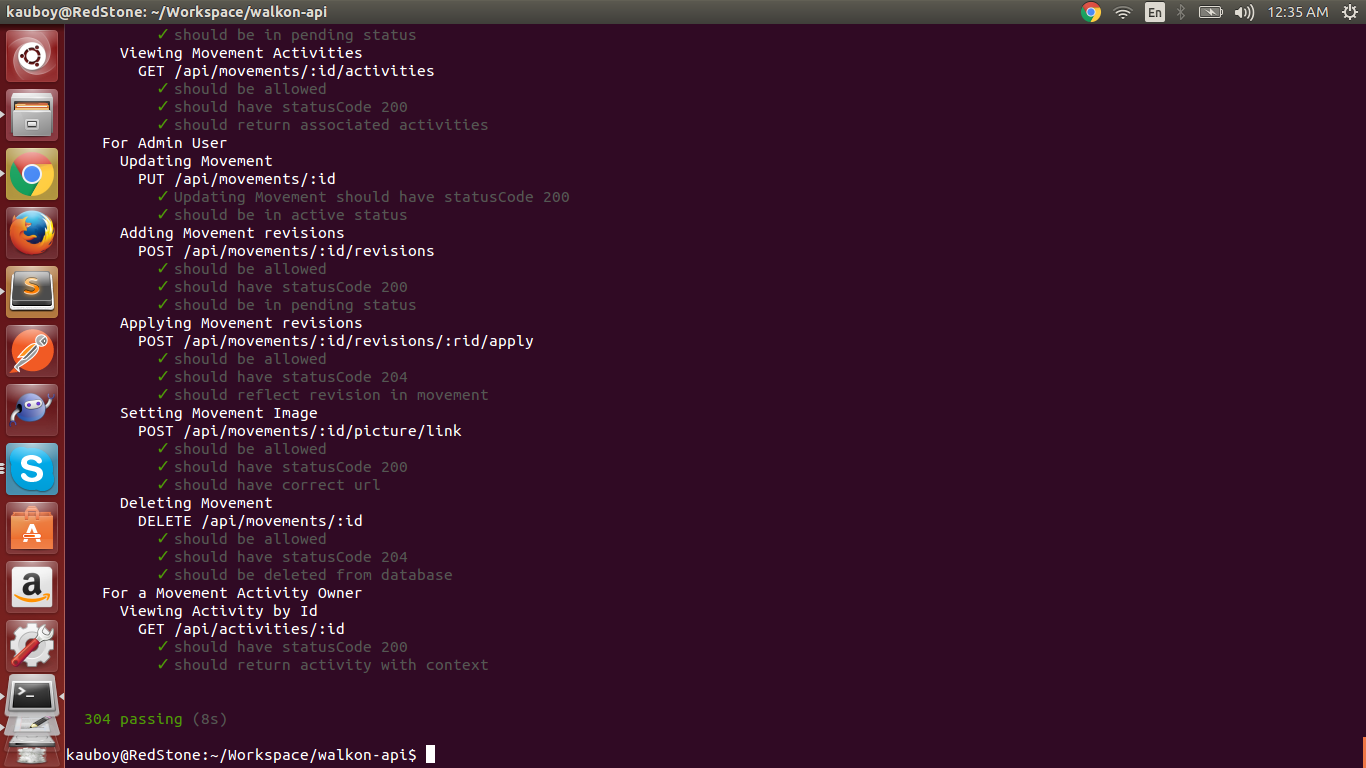 kauboy@RedStone: ~/Workspace/walkon-api
En
12:35 AM
✓ should be in pending status
Viewing Movement Activities
GET /api/movements/:id/activities
✓ should be allowed
✓ should have statusCode 200
✓ should return associated activities
For Admin User
Updating Movement
PUT /api/movements/:id
✓ Updating Movement should have statusCode 200
✓ should be in active status
Adding Movement revisions
POST /api/movements/:id/revisions
✓ should be allowed
✓ should have statusCode 200
✓ should be in pending status
Applying Movement revisions
POST /api/movements/:id/revisions/:rid/apply
✓ should be allowed
✓ should have statusCode 204
✓ should reflect revision in movement
Setting Movement Image
POST /api/movements/:id/picture/link
✓ should be allowed
✓ should have statusCode 200
✓ should have correct url
Deleting Movement
DELETE /api/movements/:id
✓ should be allowed
✓ should have statusCode 204
✓ should be deleted from database
For a Movement Activity Owner
Viewing Activity by Id
GET /api/activities/:id
✓ should have statusCode 200
✓ should return activity with context
304 passing (8s)
kauboy@RedStone:~/Workspace/walkon-api$
S
S
A
a
>_